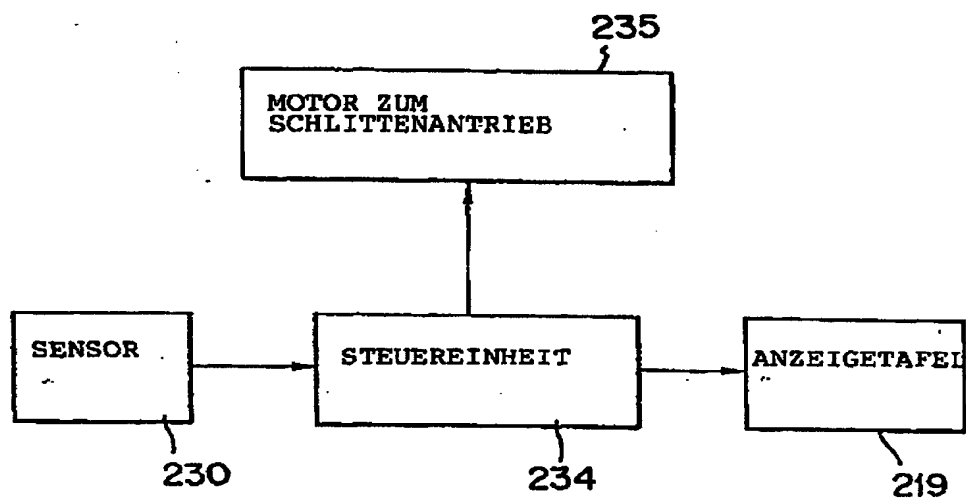 235
MOTOR ZUM
SCHLITTENANTRIEB
SENSOR
STEUEREINHEIT
ANZEIGETAFEL
230
234
219